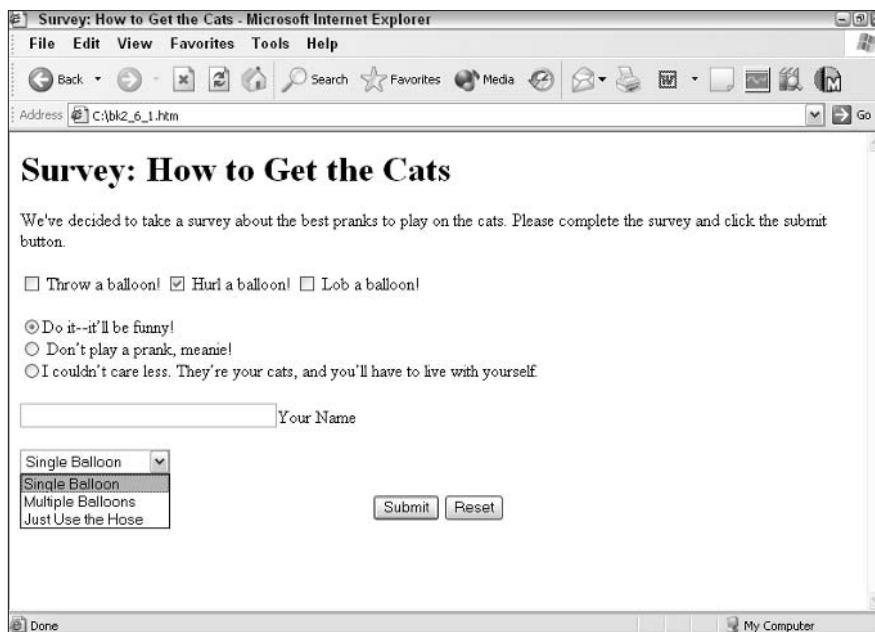 Survey: How to Get the Cats - Microsoft Internet Explorer
File Edit View Favorites Tools Help
Back Search Favorites Media
Address C:\bk2_6_1.htm Go
Survey: How to Get the Cats
We've decided to take a survey about the best pranks to play on the cats. Please complete the survey and click the submit
button.
Throw a balloon! Hurl a balloon! Lob a balloon!
Do it--it'll be funny!
Don't play a prank, meanie!
I couldn't care less. They're your cats, and you'll have to live with yourself.
Your Name
Single Balloon
Single Balloon
Multiple Balloons
Just Use the Hose
Submit Reset
Done My Computer